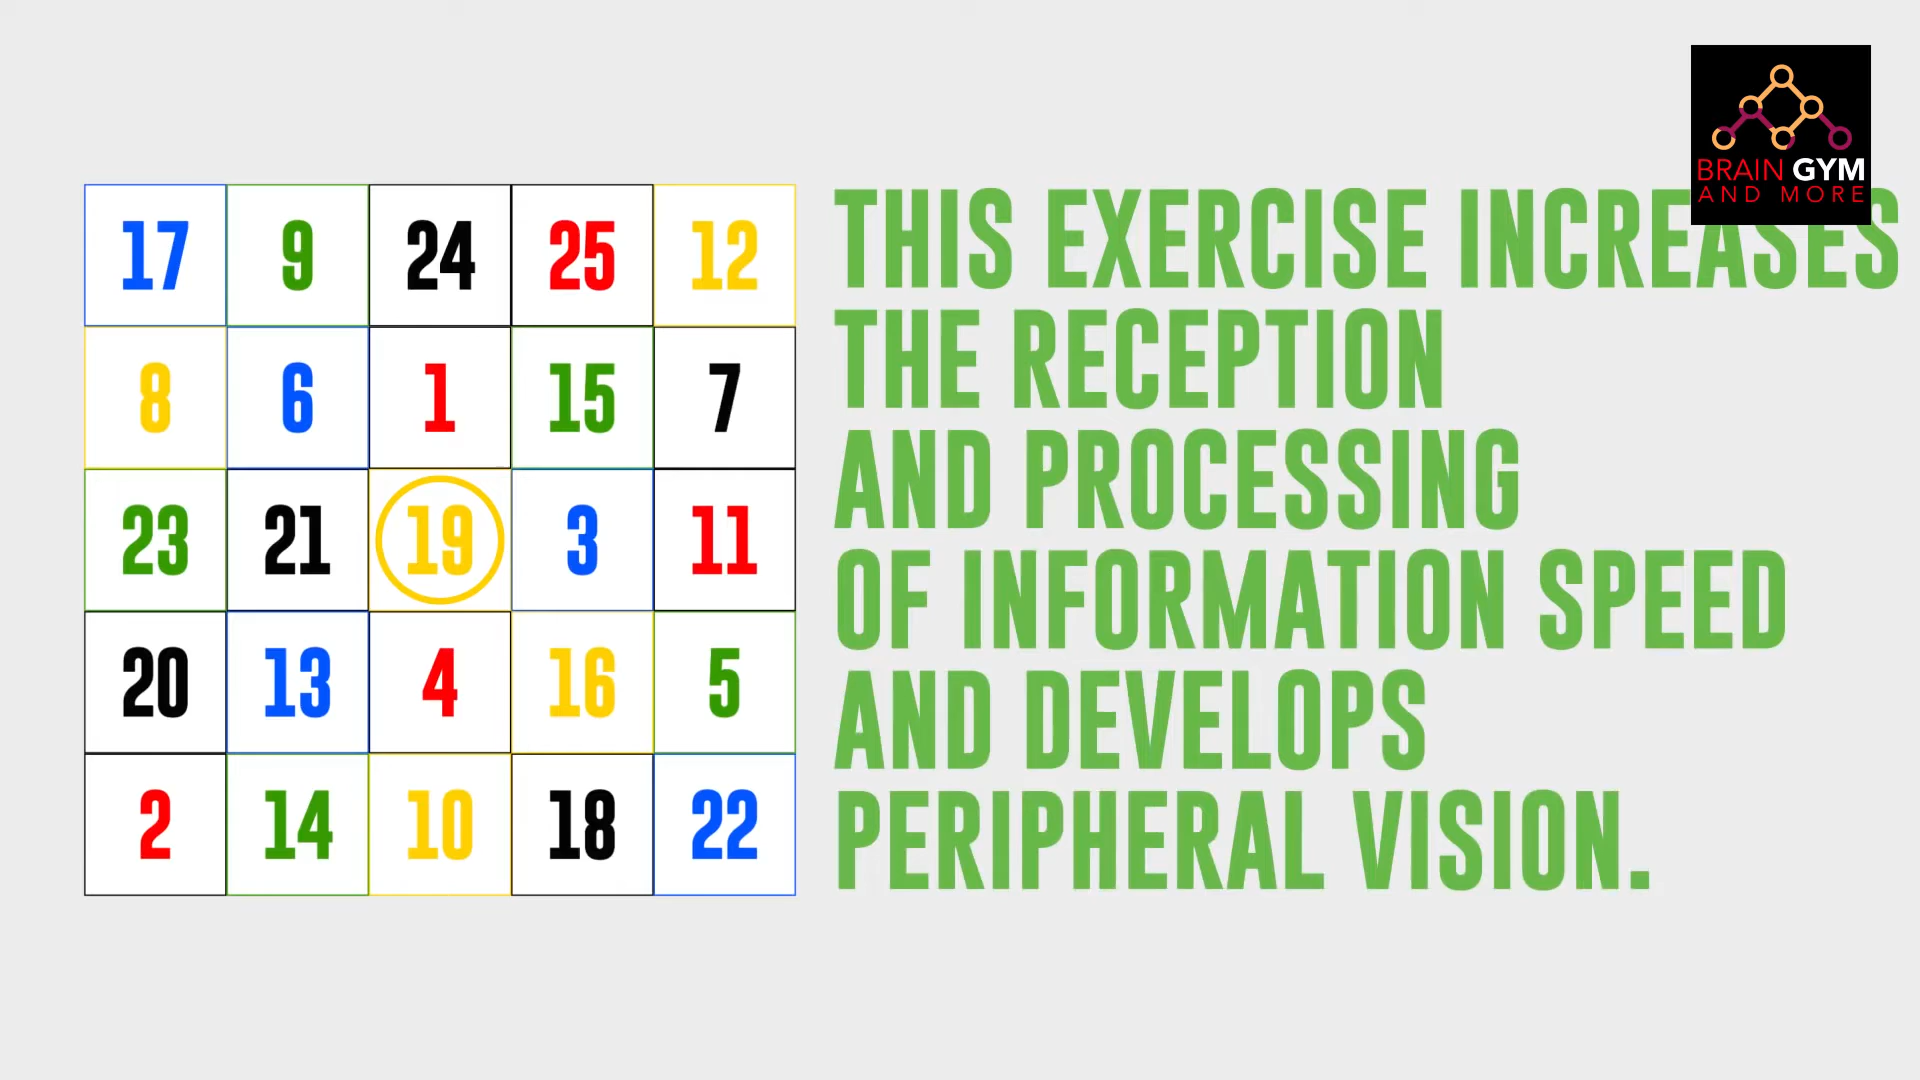 17 9 24 25 12
8 6 1 15 7
23 21 19 3 11
20 13 4 16 5
2 14 10 18 22
THIS EXERCISE INCREASES
THE RECEPTION
AND PROCESSING
OF INFORMATION SPEED
AND DEVELOPS
PERIPHERAL VISION.
BRAIN GYM
AND MORE